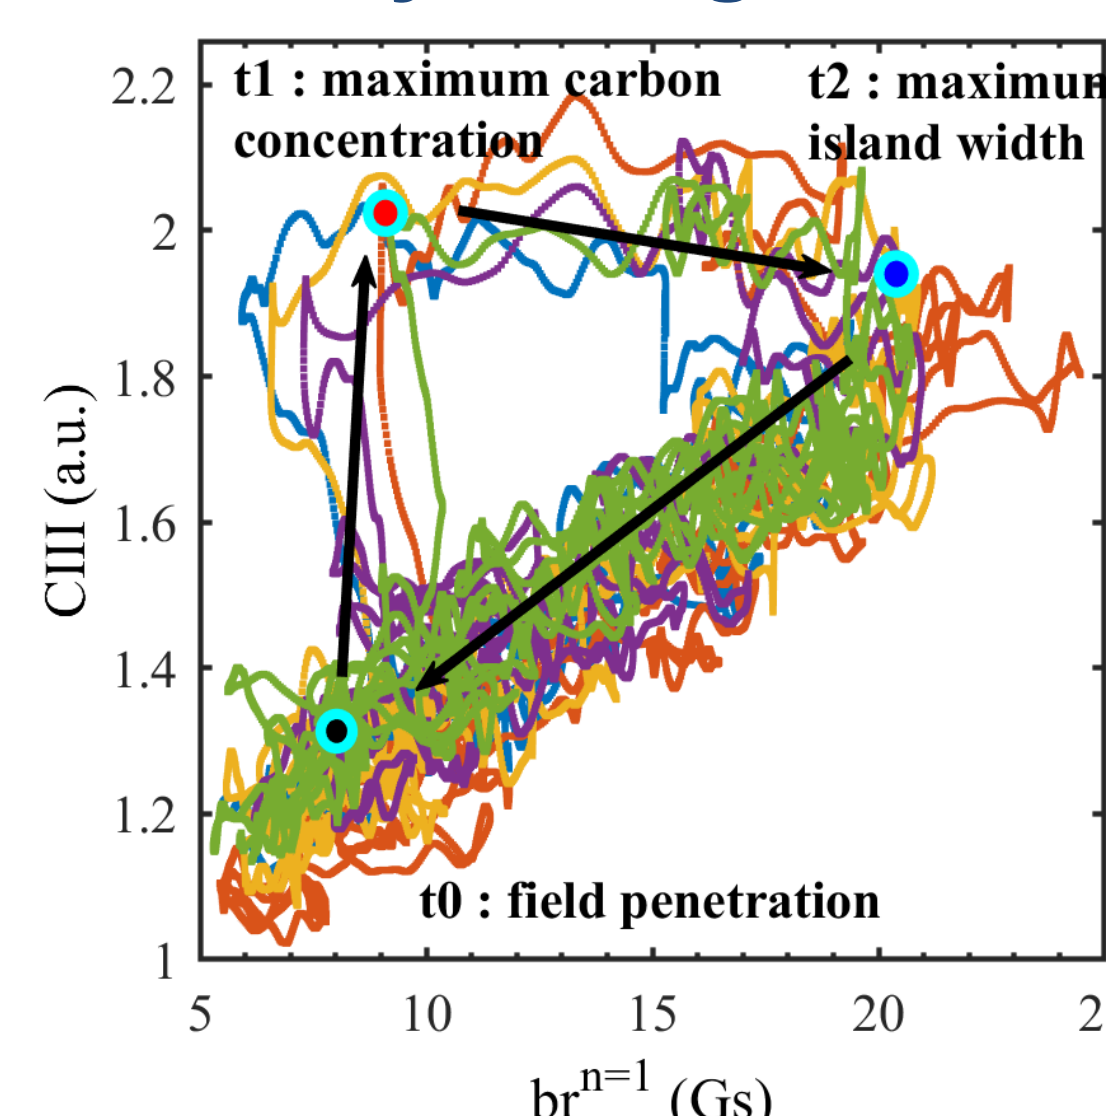 t1 : maximum carbon
concentration
t2 : maximum
island width
2.2
2
1.8
1.6
1.4
1.2
1
CIII (a.u.)
t0 : field penetration
5
10
15
20
2
br^n=1 (Gs)